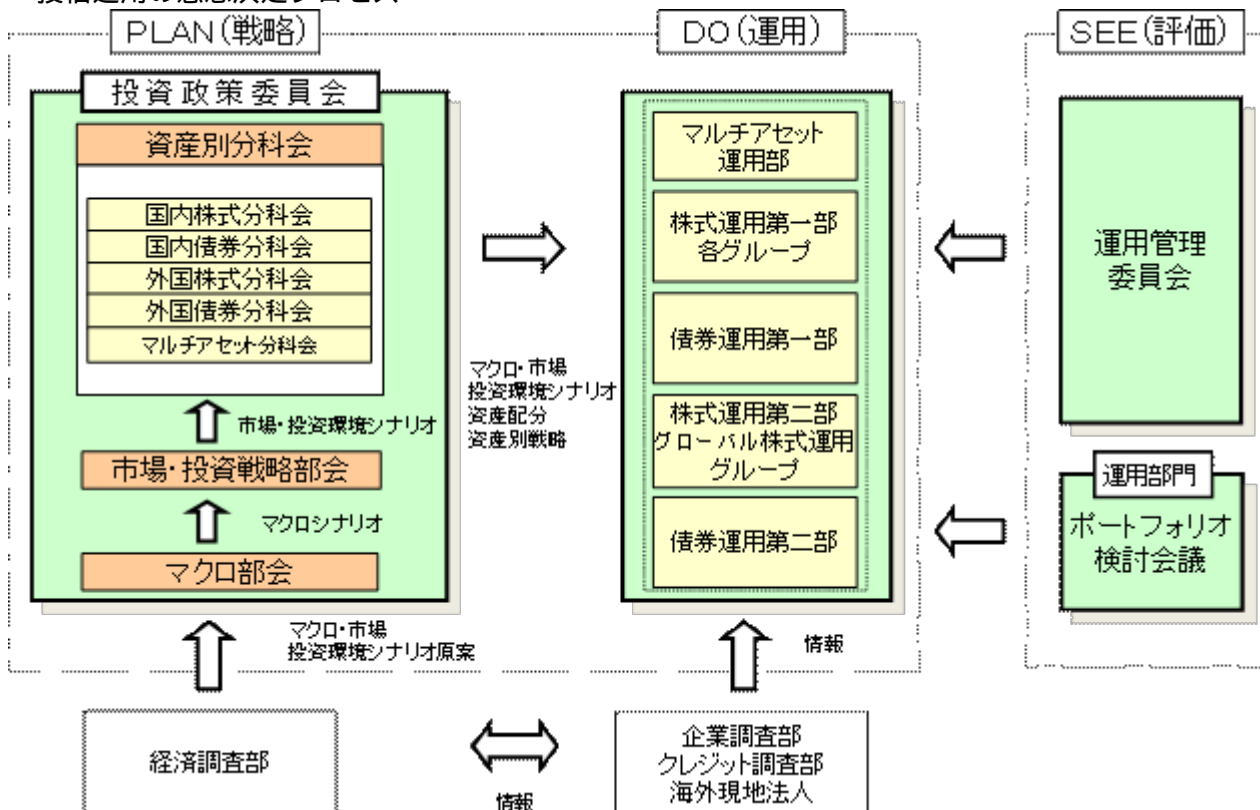 投信運用の意思決定プロセス
PLAN(戦略)
投資政策委員会
資産別分科会
国内株式分科会
国内債券分科会
外国株式分科会
外国債券分科会
マルチアセット分科会
市場・投資環境シナリオ
市場・投資戦略部会
マクロシナリオ
マクロ部会
マクロ・市場
投資環境シナリオ原案
経済調査部
マクロ・市場
投資環境シナリオ
資産配分
資産別戦略
DO(運用)
マルチアセット
運用部
株式運用第一部
各グループ
債券運用第一部
株式運用第二部
グローバル株式運用
グループ
債券運用第二部
情報
企業調査部
クレジット調査部
海外現地法人
情報
SEE(評価)
運用管理
委員会
運用部門
ポートフォリオ
検討会議